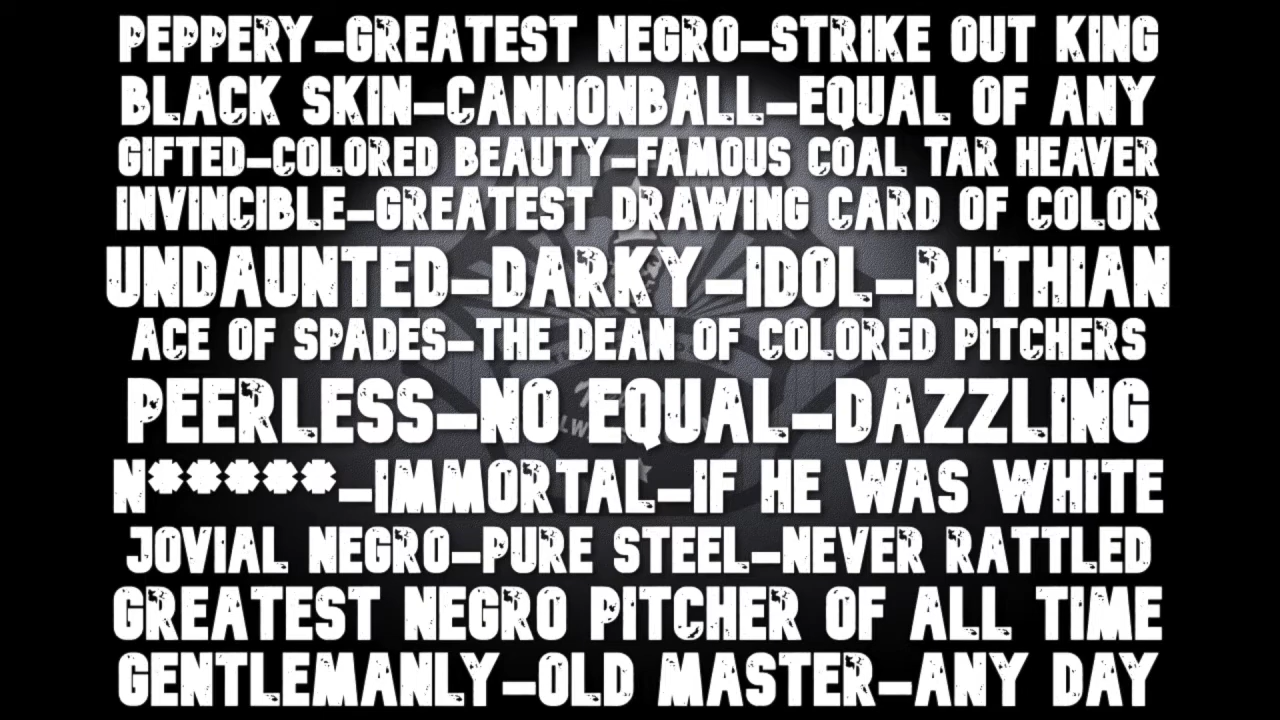 PEPPERY-GREATEST NEGRO-STRIKE OUT KING
BLACK SKIN-CANNONBALL-EQUAL OF ANY
GIFTED-COLORED BEAUTY-FAMOUS COAL TAR HEAVER
INVINCIBLE-GREATEST DRAWING CARD OF COLOR
UNDAUNTED-DARKY-IDOL-RUTHIAN
ACE OF SPADES-THE DEAN OF COLORED PITCHERS
PEERLESS-NO EQUAL-DAZZLING
N*****-IMMORTAL-IF HE WAS WHITE
JOVIAL NEGRO-PURE STEEL-NEVER RATTLED
GREATEST NEGRO PITCHER OF ALL TIME
GENTLEMANLY-OLD MASTER-ANY DAY